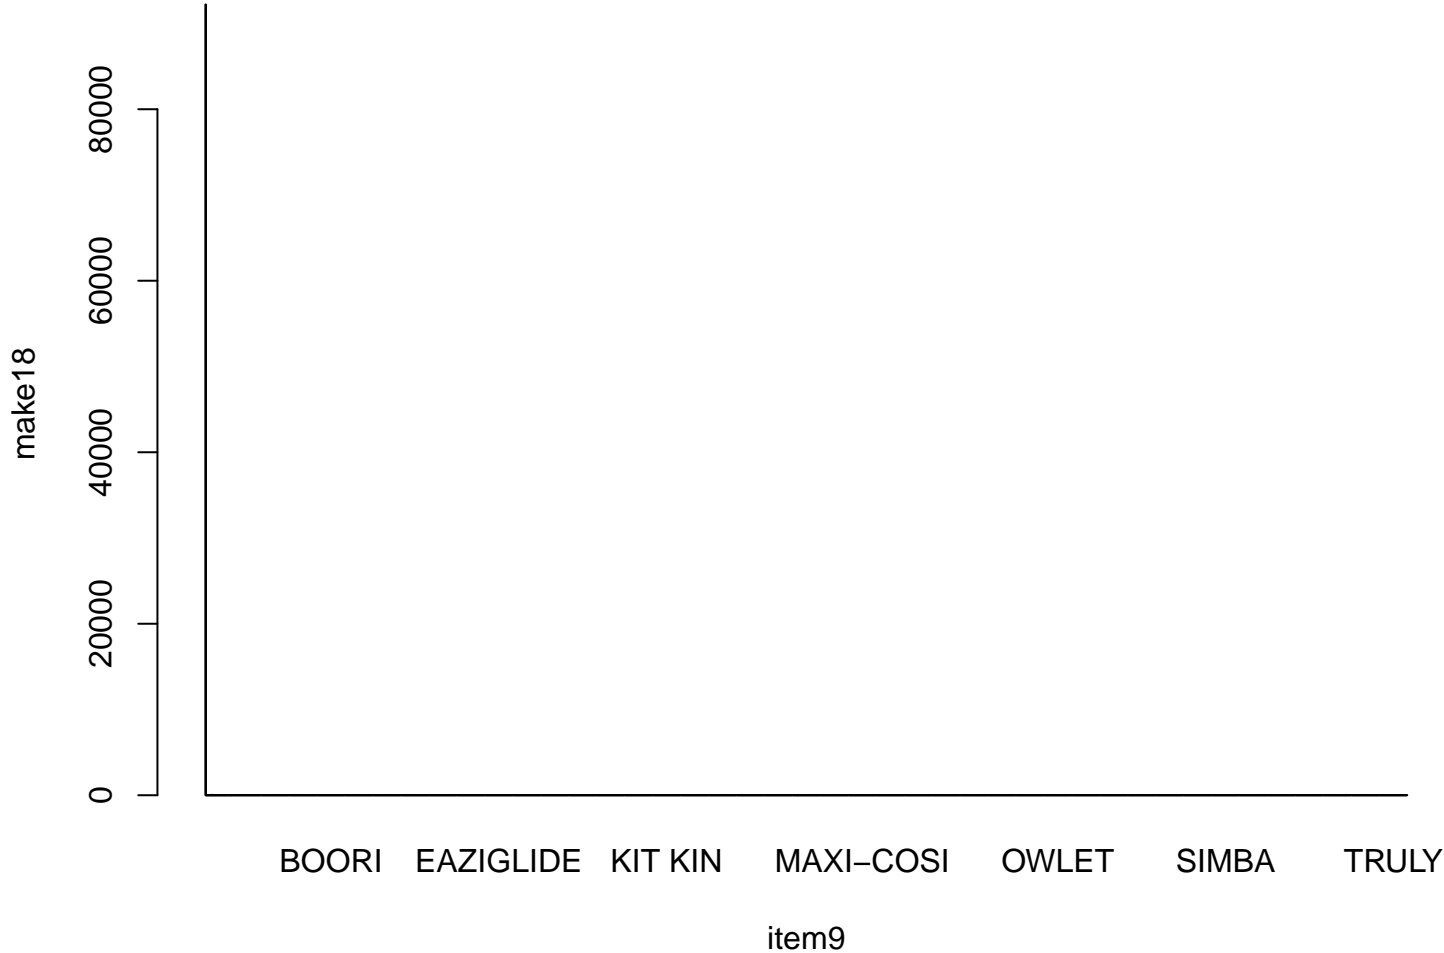 make18
80000
60000
40000
20000
0
BOORI EAZIGLIDE KIT KIN MAXI−COSI OWLET SIMBA TRULY
item9